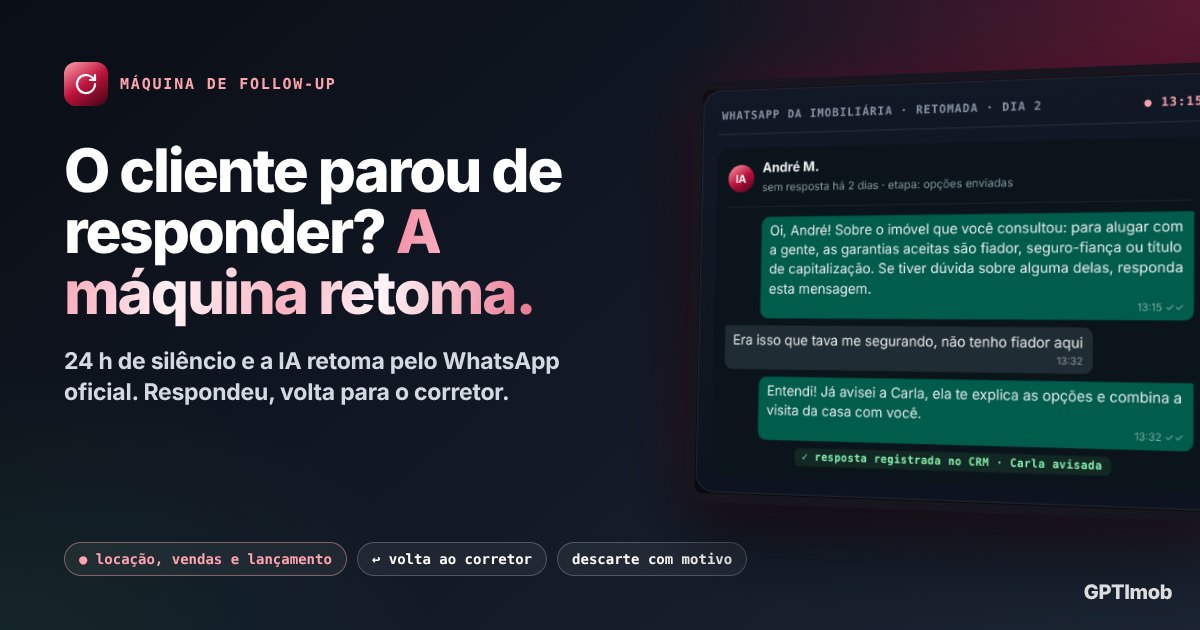 MÁQUINA DE FOLLOW-UP
O cliente parou de
responder? A
máquina retoma.
24 h de silêncio e a IA retoma pelo WhatsApp
oficial. Respondeu, volta para o corretor.
WHATSAPP DA IMOBILIÁRIA · RETOMADA · DIA 2
● 13:15
IA
André M.
sem resposta há 2 dias · etapa: opções enviadas
Oi, André! Sobre o imóvel que você consultou: para alugar com
a gente, as garantias aceitas são fiador, seguro-fiança ou título
de capitalização. Se tiver dúvida sobre alguma delas, responda
esta mensagem.
13:15 ✓✓
Era isso que tava me segurando, não tenho fiador aqui
13:32
Entendi! Já avisei a Carla, ela te explica as opções e combina a
visita da casa com você.
13:32 ✓✓
✓ resposta registrada no CRM · Carla avisada
● locação, vendas e lançamento
↩ volta ao corretor
descarte com motivo
GPTImob